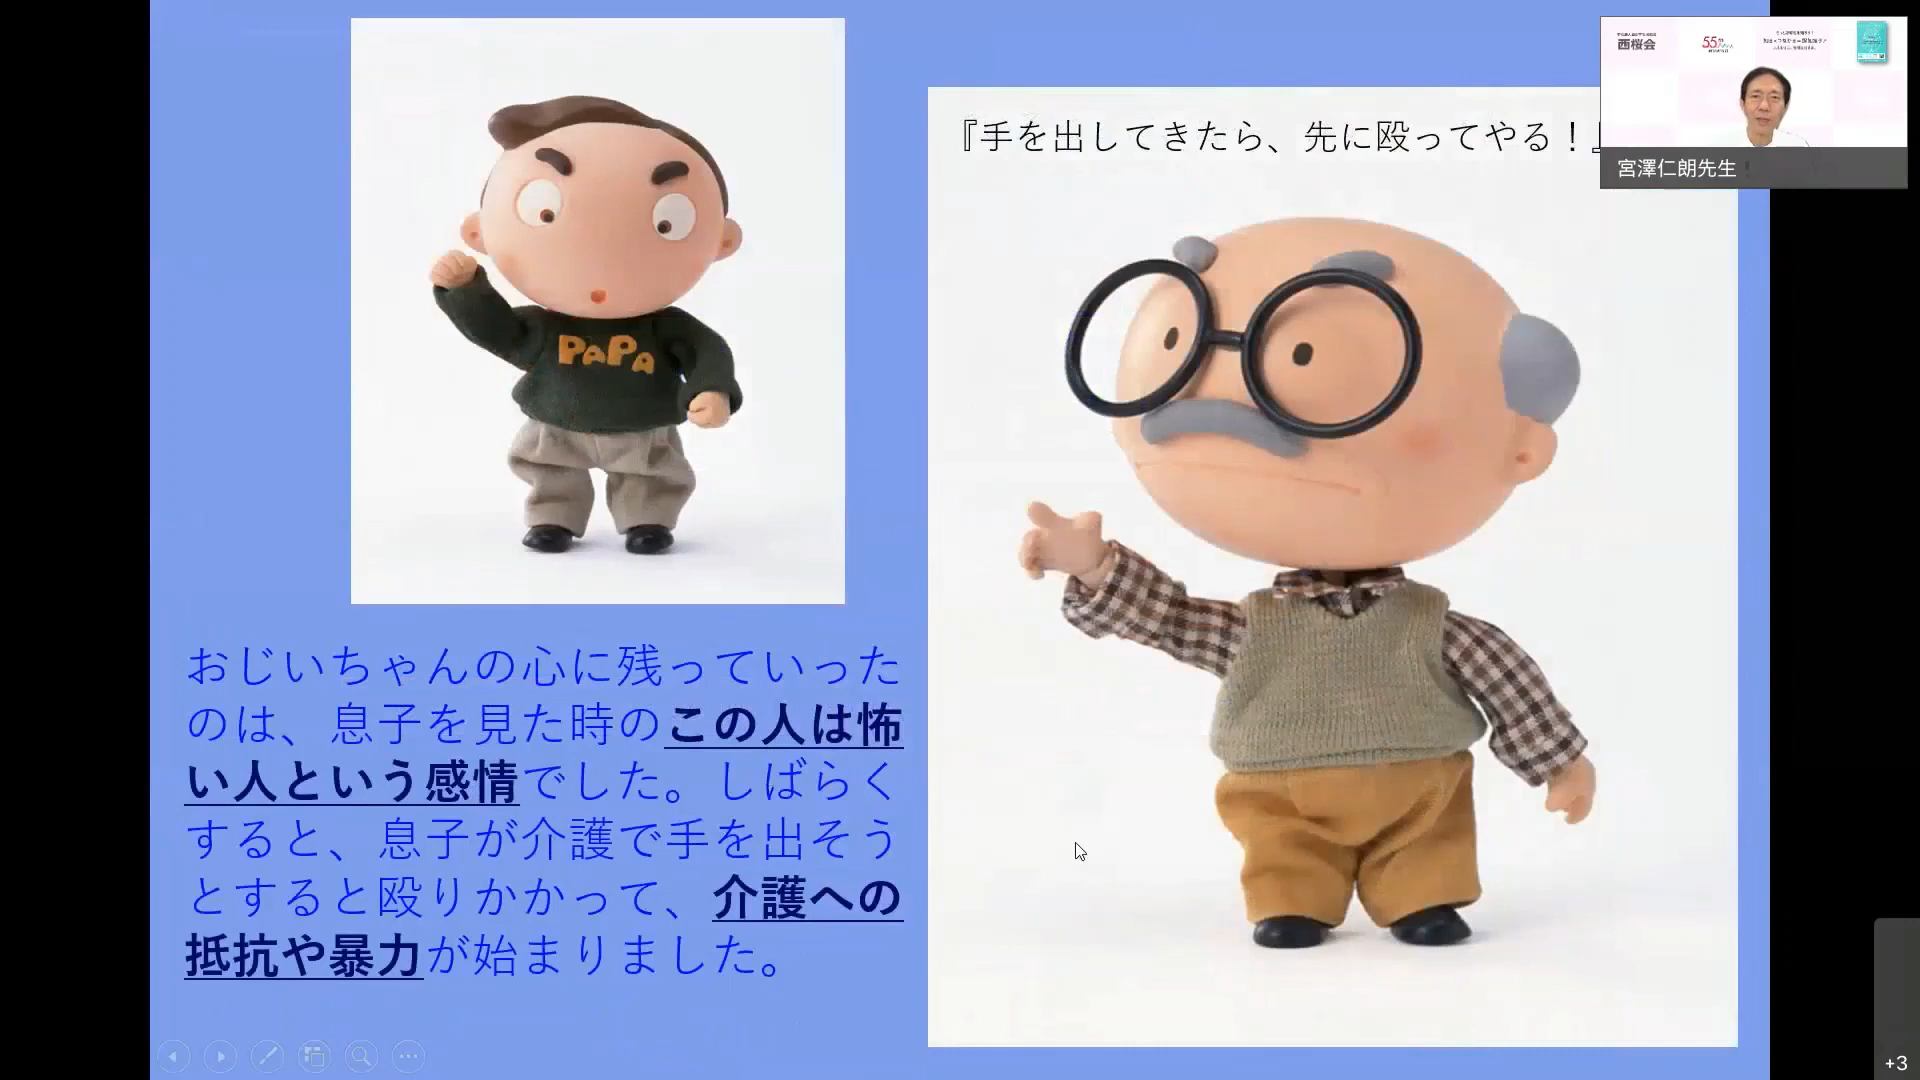 『手を出してきたら、先に殴ってやる！』
西桜会
55th
宮澤仁朗先生
PAPA
おじいちゃんの心に残っていった
のは、息子を見た時のこの人は怖
い人という感情でした。しばらく
すると、息子が介護で手を出そう
とすると殴りかかって、介護への
抵抗や暴力が始まりました。
+3